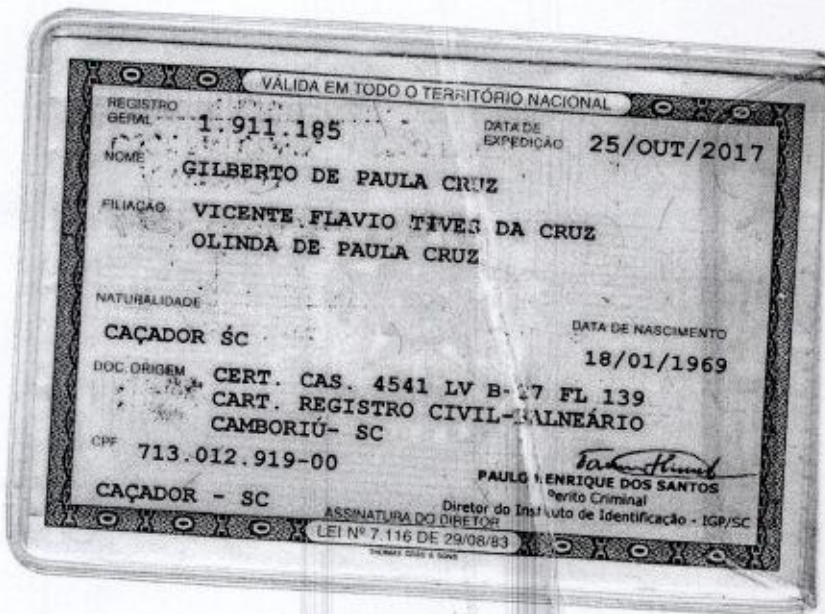 VÁLIDA EM TODO O TERRITÓRIO NACIONAL
REGISTRO GERAL 1.911.185 DATA DE EXPEDIÇÃO 25/OUT/2017
NOME GILBERTO DE PAULA CRUZ
FILIAÇÃO VICENTE FLAVIO TIVES DA CRUZ
OLINDA DE PAULA CRUZ
NATURALIDADE DATA DE NASCIMENTO
CAÇADOR SC 18/01/1969
DOC. ORIGEM CERT. CAS. 4541 LV B-17 FL 139
CART. REGISTRO CIVIL-BALNEÁRIO
CAMBORIÚ- SC
CPF 713.012.919-00
PAULO HENRIQUE DOS SANTOS
Perito Criminal
CAÇADOR - SC Diretor do Instituto de Identificação - IGP/SC
ASSINATURA DO DIRETOR
LEI Nº 7.116 DE 29/08/83